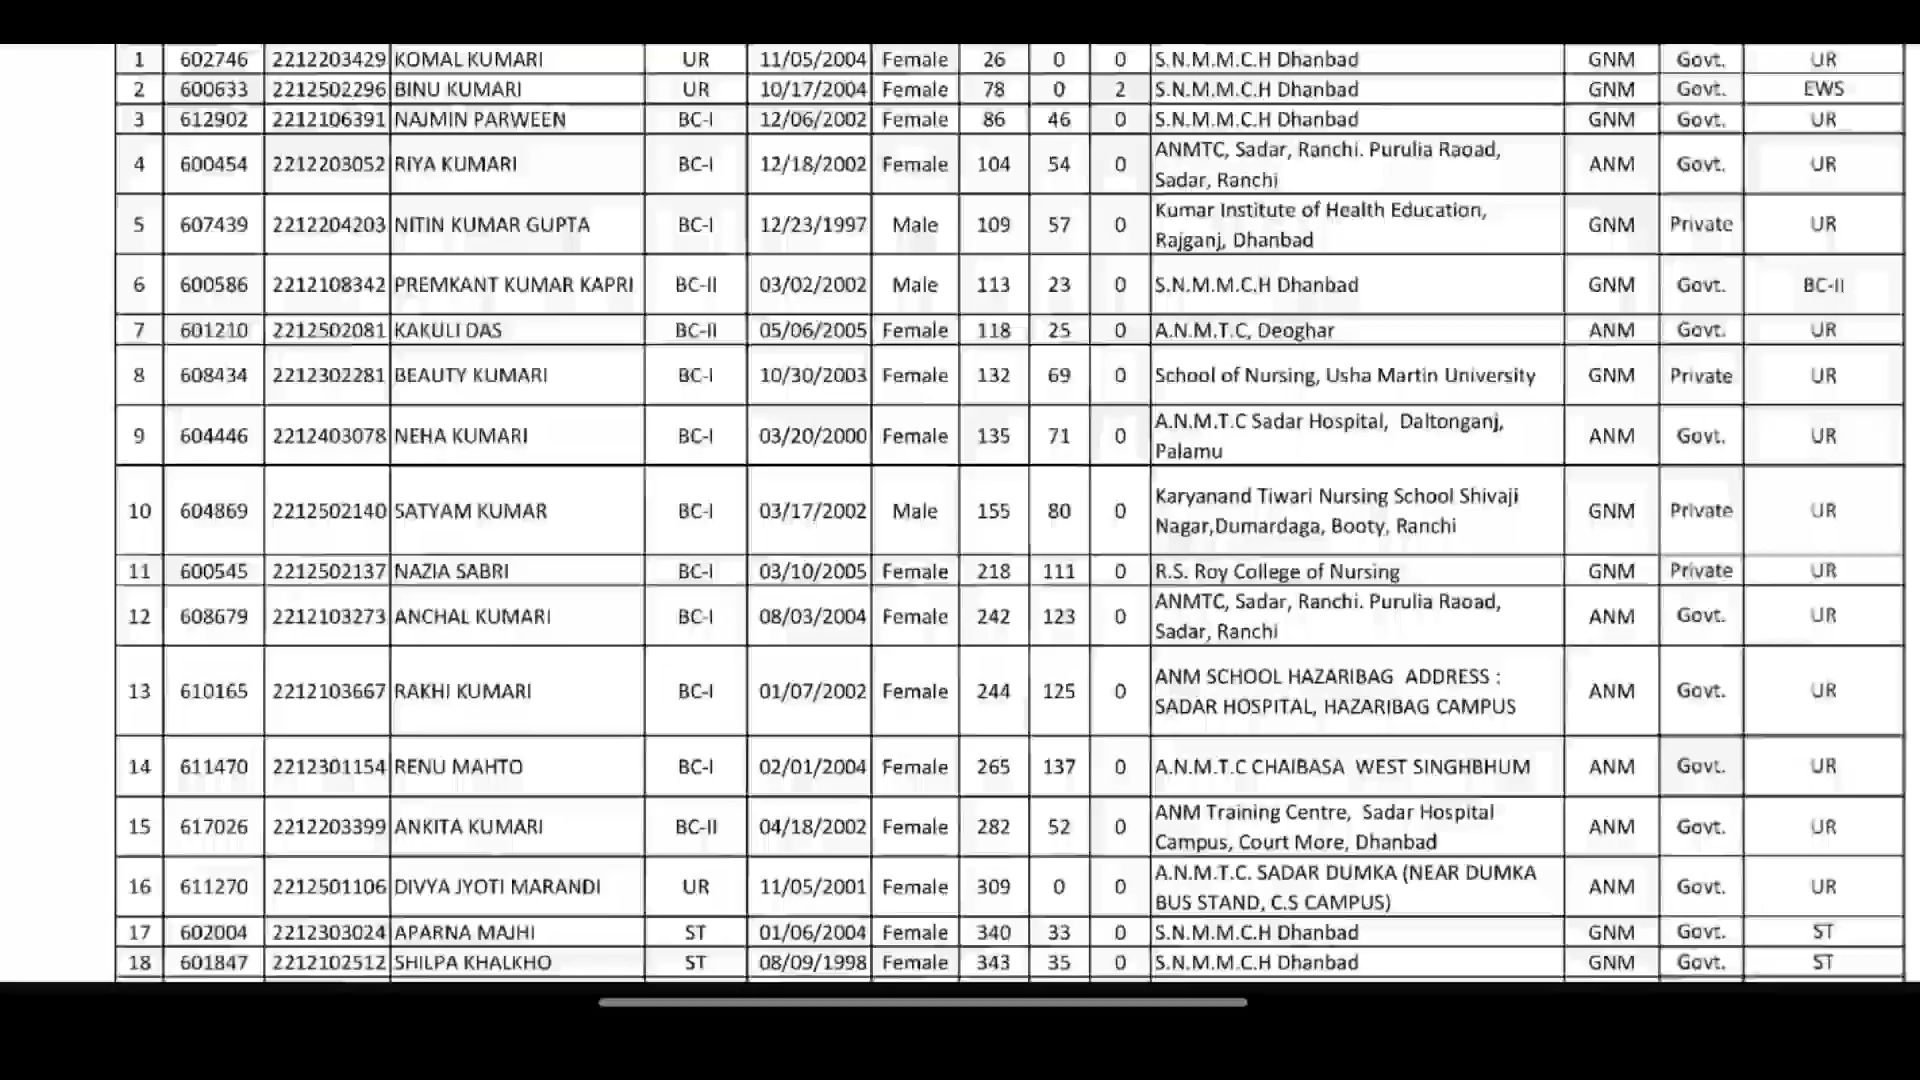 1 602746 2212203429 KOMAL KUMARI UR 11/05/2004 Female 26 0 0 S.N.M.M.C.H Dhanbad GNM Govt. UR
2 600633 2212502296 BINU KUMARI UR 10/17/2004 Female 78 0 2 S.N.M.M.C.H Dhanbad GNM Govt. EWS
3 612902 2212106391 NAJMIN PARWEEN BC-I 12/06/2002 Female 86 46 0 S.N.M.M.C.H Dhanbad GNM Govt. UR
4 600454 2212203052 RIYA KUMARI BC-I 12/18/2002 Female 104 54 0 ANMTC, Sadar, Ranchi. Purulia Raoad,
Sadar, Ranchi ANM Govt. UR
5 607439 2212204203 NITIN KUMAR GUPTA BC-I 12/23/1997 Male 109 57 0 Kumar Institute of Health Education,
Rajganj, Dhanbad GNM Private UR
6 600586 2212108342 PREMKANT KUMAR KAPRI BC-II 03/02/2002 Male 113 23 0 S.N.M.M.C.H Dhanbad GNM Govt. BC-II
7 601210 2212502081 KAKULI DAS BC-II 05/06/2005 Female 118 25 0 A.N.M.T.C, Deoghar ANM Govt. UR
8 608434 2212302281 BEAUTY KUMARI BC-I 10/30/2003 Female 132 69 0 School of Nursing, Usha Martin University GNM Private UR
9 604446 2212403078 NEHA KUMARI BC-I 03/20/2000 Female 135 71 0 A.N.M.T.C Sadar Hospital, Daltonganj,
Palamu ANM Govt. UR
10 604869 2212502140 SATYAM KUMAR BC-I 03/17/2002 Male 155 80 0 Karyanand Tiwari Nursing School Shivaji
Nagar,Dumardaga, Booty, Ranchi GNM Private UR
11 600545 2212502137 NAZIA SABRI BC-I 03/10/2005 Female 218 111 0 R.S. Roy College of Nursing GNM Private UR
12 608679 2212103273 ANCHAL KUMARI BC-I 08/03/2004 Female 242 123 0 ANMTC, Sadar, Ranchi. Purulia Raoad,
Sadar, Ranchi ANM Govt. UR
13 610165 2212103667 RAKHI KUMARI BC-I 01/07/2002 Female 244 125 0 ANM SCHOOL HAZARIBAG ADDRESS :
SADAR HOSPITAL, HAZARIBAG CAMPUS ANM Govt. UR
14 611470 2212301154 RENU MAHTO BC-I 02/01/2004 Female 265 137 0 A.N.M.T.C CHAIBASA WEST SINGHBHUM ANM Govt. UR
15 617026 2212203399 ANKITA KUMARI BC-II 04/18/2002 Female 282 52 0 ANM Training Centre, Sadar Hospital
Campus, Court More, Dhanbad ANM Govt. UR
16 611270 2212501106 DIVYA JYOTI MARANDI UR 11/05/2001 Female 309 0 0 A.N.M.T.C. SADAR DUMKA (NEAR DUMKA
BUS STAND, C.S CAMPUS) ANM Govt. UR
17 602004 2212303024 APARNA MAJHI ST 01/06/2004 Female 340 33 0 S.N.M.M.C.H Dhanbad GNM Govt. ST
18 601847 2212102512 SHILPA KHALKHO ST 08/09/1998 Female 343 35 0 S.N.M.M.C.H Dhanbad GNM Govt. ST